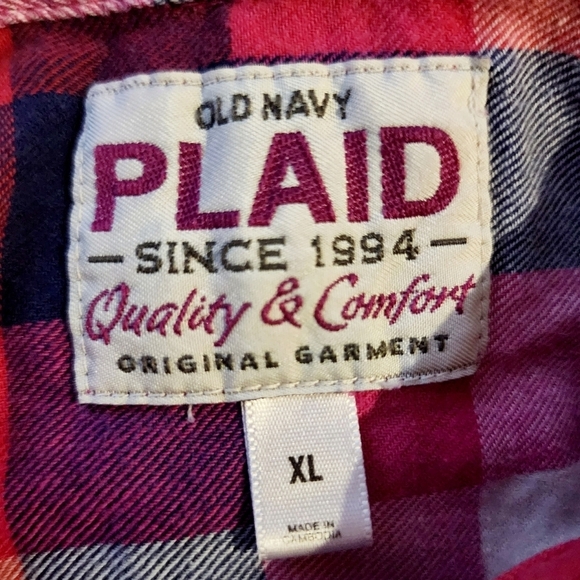 OLD NAVY
PLAID
- SINCE 1994 -
Quality & Comfort
ORIGINAL GARMENT
XL
MADE IN
CAMBODIA